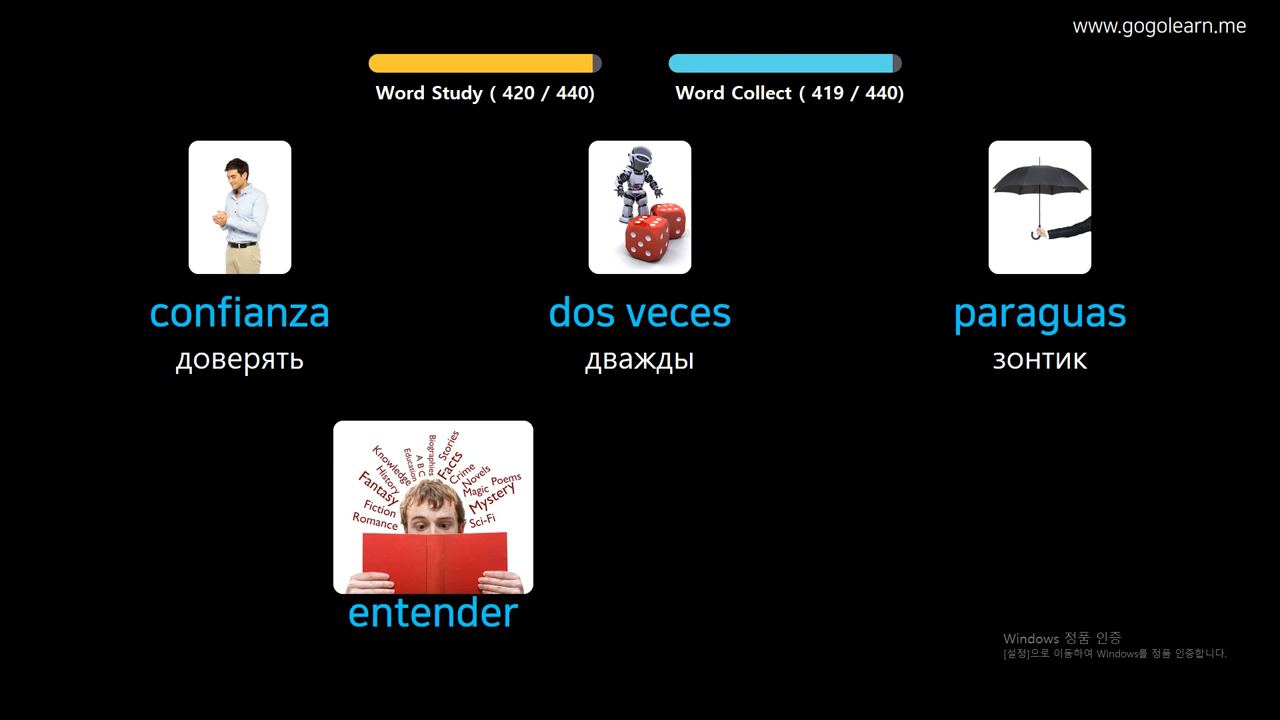 www.gogolearn.me
Word Study ( 420 / 440)
Word Collect ( 419 / 440)
confianza
доверять
dos veces
дважды
paraguas
зонтик
Biographies
Stories
Knowledge
Education
A B C
Facts
Crime
History
Novels
Fantasy
Magic
Poems
Mystery
Fiction
Romance
Sci-Fi
entender
Windows 정품 인증
[설정]으로 이동하여 Windows를 정품 인증합니다.